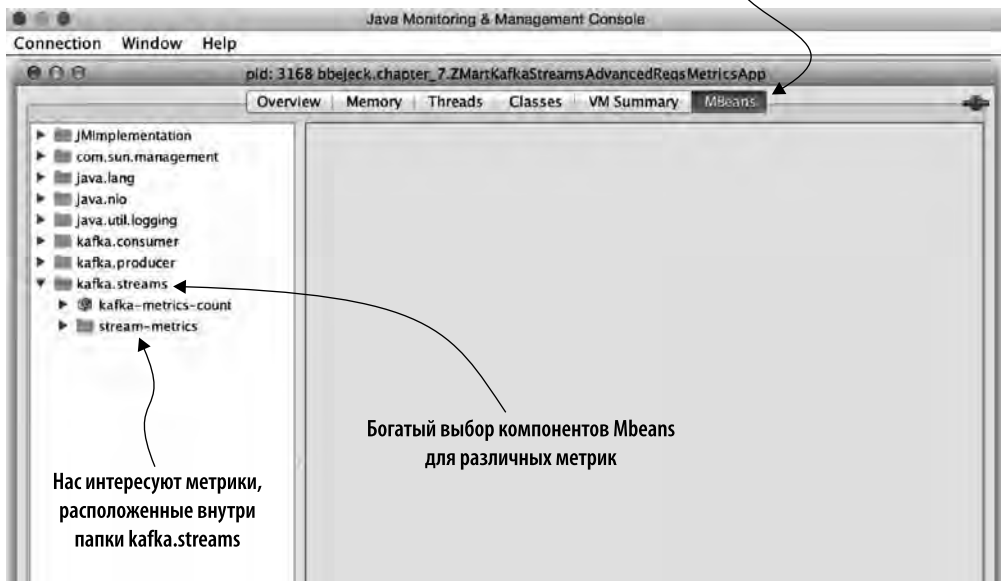 Java Monitoring & Management Console
Connection Window Help
pid: 3168 bbejeck.chapter_7.ZMartKafkaStreamsAdvancedReqsMetricsApp
Overview Memory Threads Classes VM Summary MBeans
JMImplementation
com.sun.management
java.lang
java.nio
java.util.logging
kafka.consumer
kafka.producer
kafka.streams
kafka-metrics-count
stream-metrics
Богатый выбор компонентов Mbeans
для различных метрик
Нас интересуют метрики,
расположенные внутри
папки kafka.streams